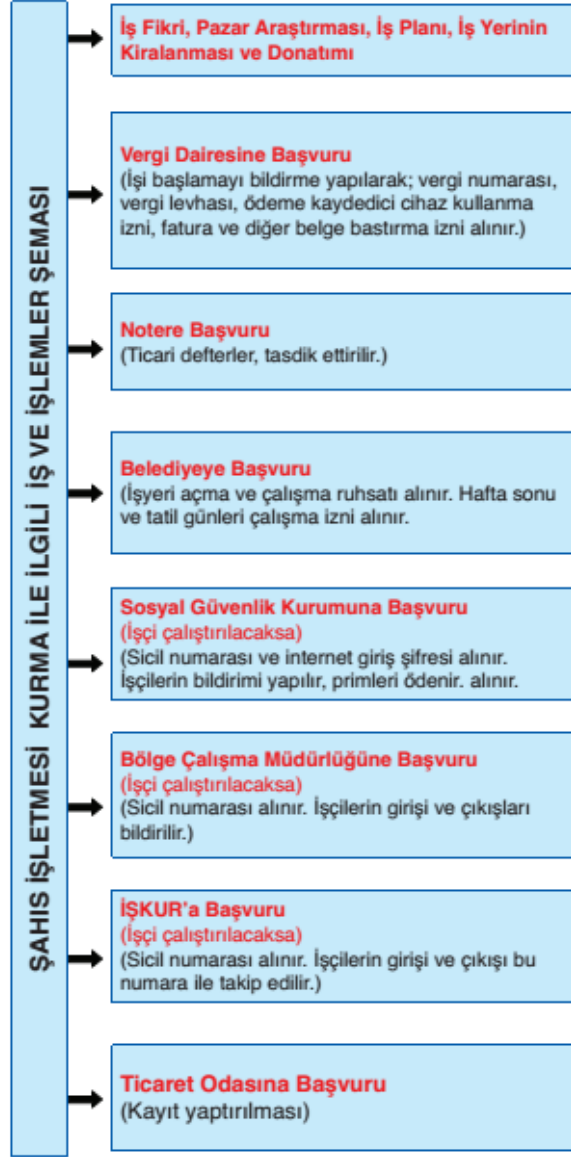 ŞAHIS İŞLETMESİ KURMA İLE İLGİLİ İŞ VE İŞLEMLER ŞEMASI
İş Fikri, Pazar Araştırması, İş Planı, İş Yerinin
Kiralanması ve Donatımı
Vergi Dairesine Başvuru
(İşi başlamayı bildirme yapılarak; vergi numarası,
vergi levhası, ödeme kaydedici cihaz kullanma
izni, fatura ve diğer belge bastırma izni alınır.)
Notere Başvuru
(Ticari defterler, tasdik ettirilir.)
Belediyeye Başvuru
(İşyeri açma ve çalışma ruhsatı alınır. Hafta sonu
ve tatil günleri çalışma izni alınır.
Sosyal Güvenlik Kurumuna Başvuru
(İşçi çalıştırılacaksa)
(Sicil numarası ve internet giriş şifresi alınır.
İşçilerin bildirimi yapılır, primleri ödenir. alınır.
Bölge Çalışma Müdürlüğüne Başvuru
(İşçi çalıştırılacaksa)
(Sicil numarası alınır. İşçilerin girişi ve çıkışları
bildirilir.)
İŞKUR'a Başvuru
(İşçi çalıştırılacaksa)
(Sicil numarası alınır. İşçilerin girişi ve çıkışı bu
numara ile takip edilir.)
Ticaret Odasına Başvuru
(Kayıt yaptırılması)